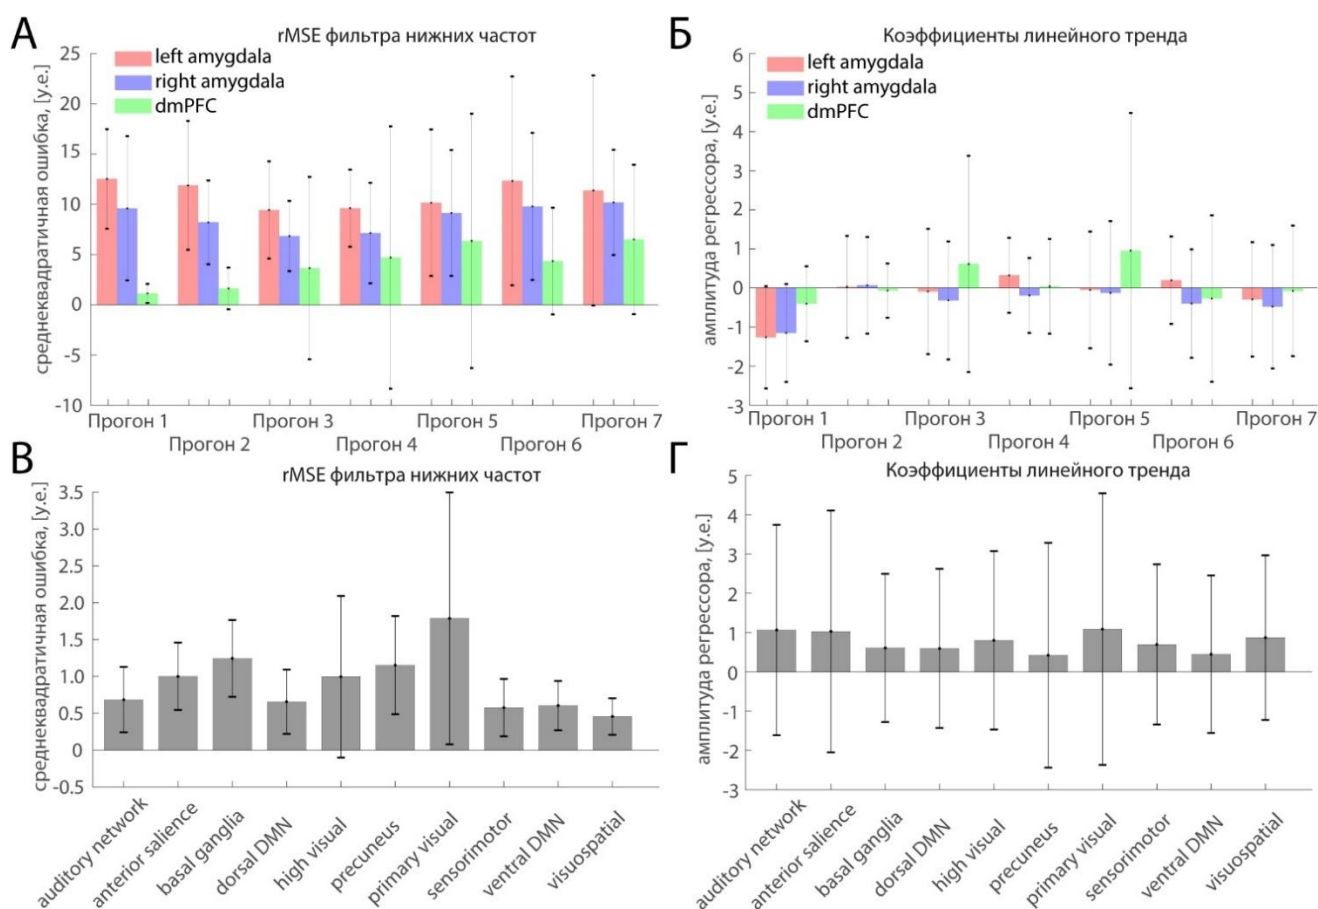 А
rMSE фильтра нижних частот
left amygdala
right amygdala
dmPFC
среднеквадратичная ошибка, [у.е.]
25
20
15
10
5
0
-5
-10
Прогон 1
Прогон 2
Прогон 3
Прогон 4
Прогон 5
Прогон 6
Прогон 7
Б
Коэффициенты линейного тренда
left amygdala
right amygdala
dmPFC
амплитуда регрессора, [у.е.]
6
5
4
3
2
1
0
-1
-2
-3
Прогон 1
Прогон 2
Прогон 3
Прогон 4
Прогон 5
Прогон 6
Прогон 7
В
rMSE фильтра нижних частот
среднеквадратичная ошибка, [у.е.]
3.5
3.0
2.5
2.0
1.5
1.0
0.5
0
-0.5
auditory network
anterior salience
basal ganglia
dorsal DMN
high visual
precuneus
primary visual
sensorimotor
ventral DMN
visuospatial
Г
Коэффициенты линейного тренда
амплитуда регрессора, [у.е.]
5
4
3
2
1
0
-1
-2
-3
auditory network
anterior salience
basal ganglia
dorsal DMN
high visual
precuneus
primary visual
sensorimotor
ventral DMN
visuospatial